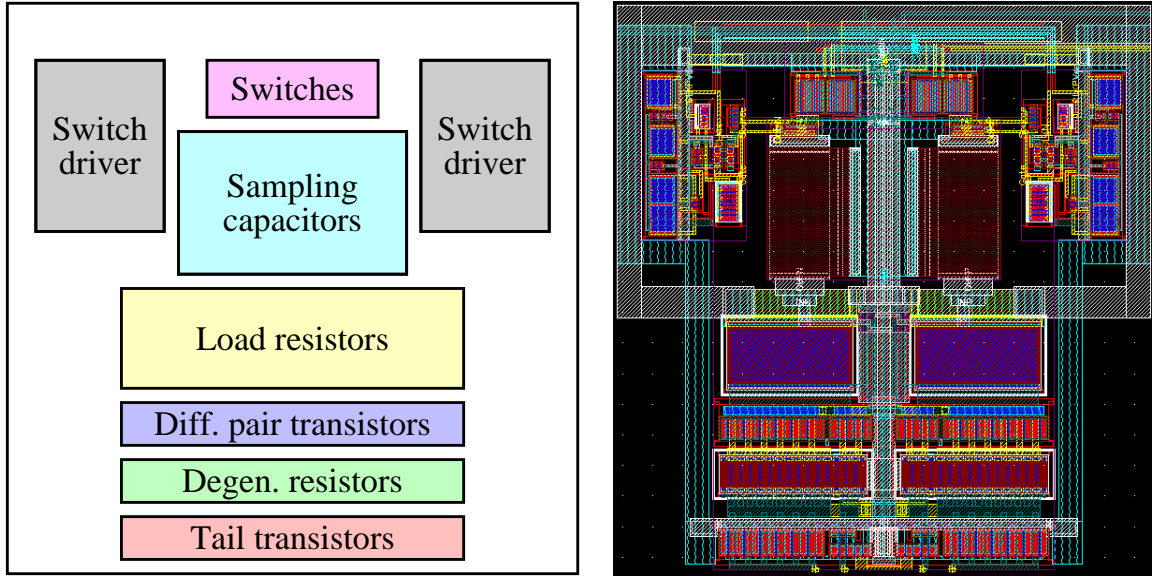 Switches
Switch
driver
Sampling
capacitors
Switch
driver
Load resistors
Diff. pair transistors
Degen. resistors
Tail transistors